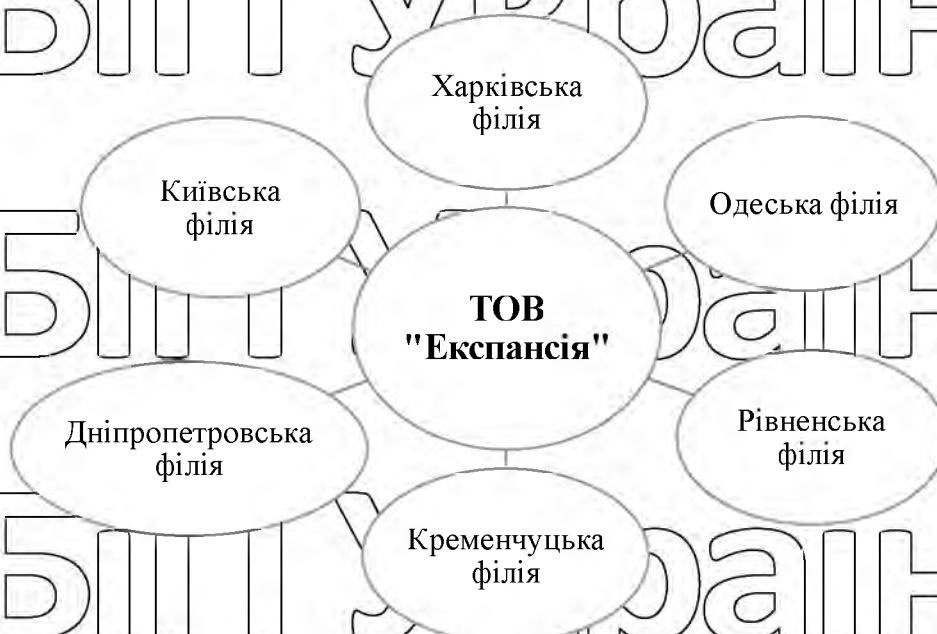 Харківська
філія
Київська
філія
Одеська філія
ТОВ
"Експансія"
Дніпропетровська
філія
Рівненська
філія
Кременчуцька
філія